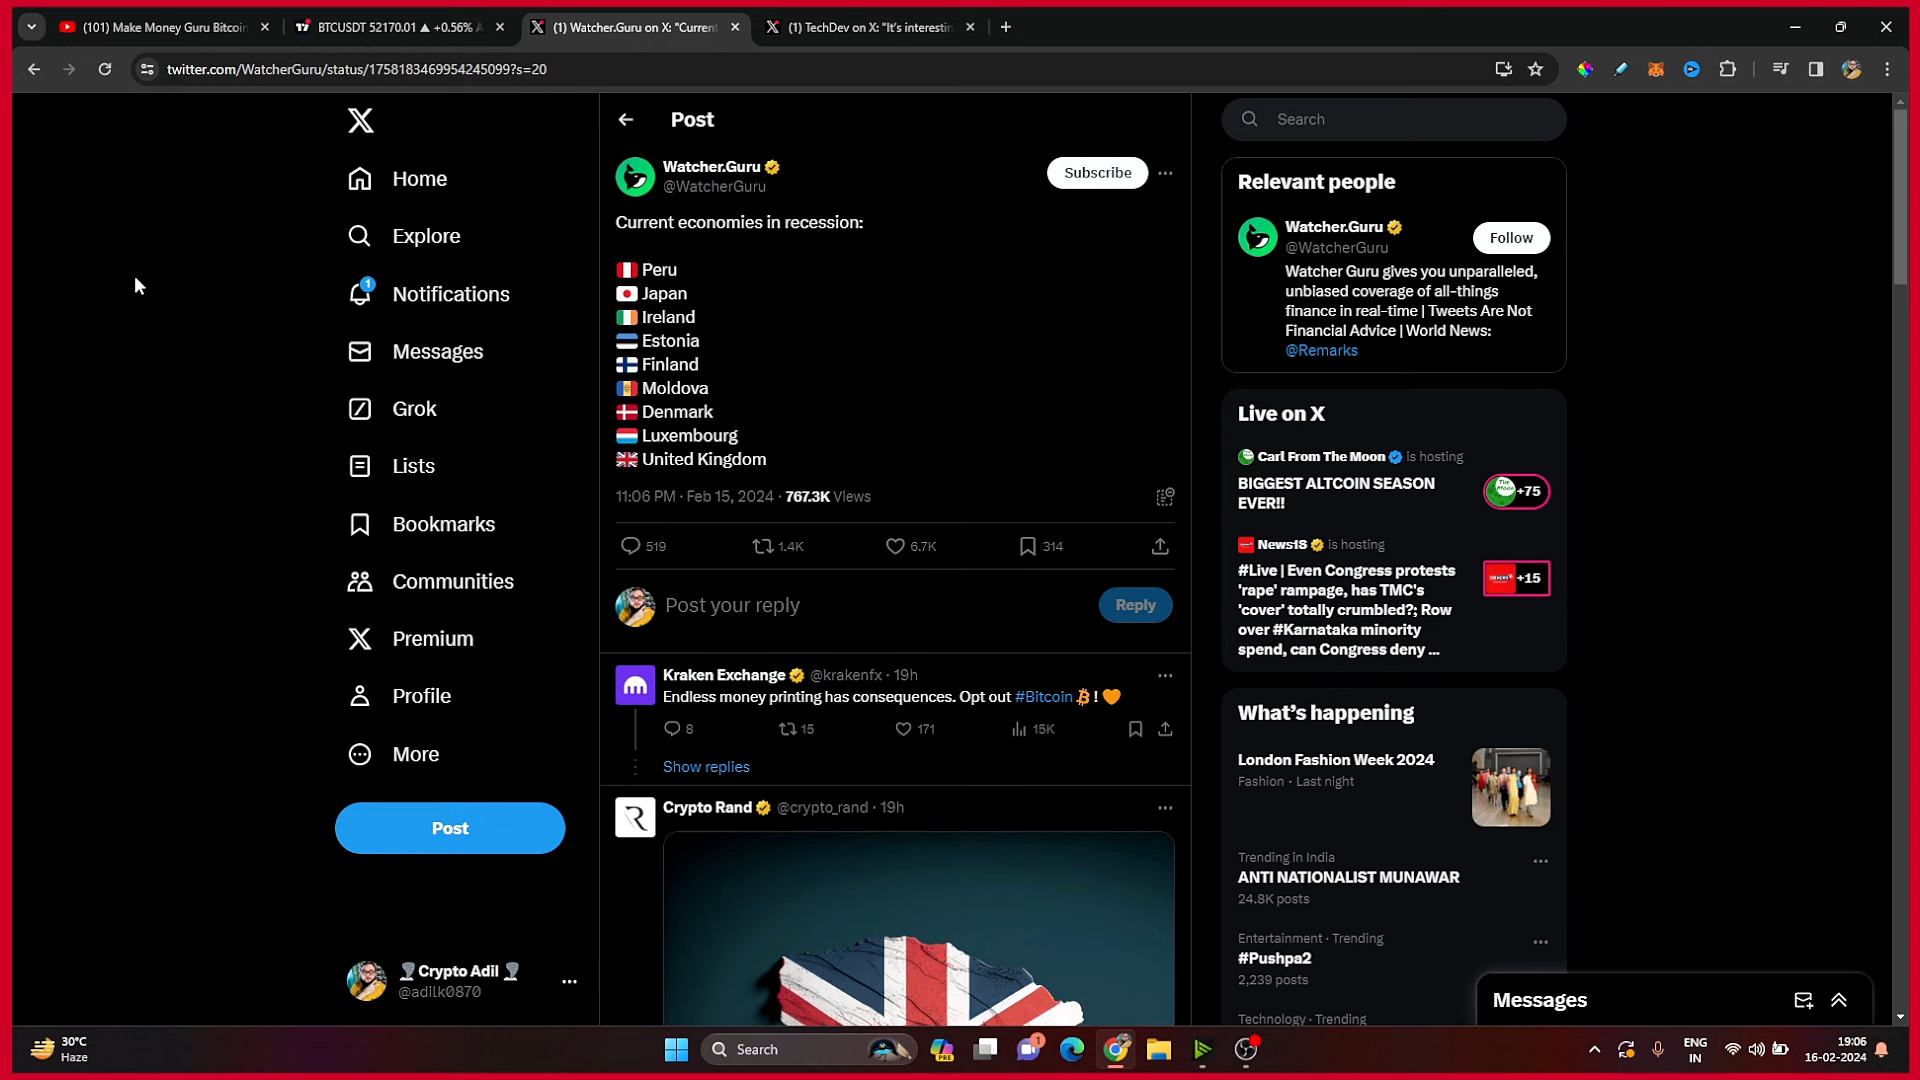 (101) Make Money Guru Bitcoin
BTCUSDT 52170.01 ▲ +0.56% A
(1) Watcher.Guru on X: "Current
(1) TechDev on X: "It's interestin
twitter.com/WatcherGuru/status/1758183469954245099?s=20
Home
Explore
1
Notifications
Messages
Grok
Lists
Bookmarks
Communities
Premium
Profile
More
Post
Crypto Adil
@adilk0870
Post
Watcher.Guru
@WatcherGuru
Subscribe
Current economies in recession:
Peru
Japan
Ireland
Estonia
Finland
Moldova
Denmark
Luxembourg
United Kingdom
11:06 PM · Feb 15, 2024 · 767.3K Views
519
1.4K
6.7K
314
Post your reply
Reply
Kraken Exchange @krakenfx · 19h
Endless money printing has consequences. Opt out #Bitcoin ! 🧡
8
15
171
15K
Show replies
Crypto Rand @crypto_rand · 19h
Search
Relevant people
Watcher.Guru
@WatcherGuru
Follow
Watcher Guru gives you unparalleled,
unbiased coverage of all-things
finance in real-time | Tweets Are Not
Financial Advice | World News:
@Remarks
Live on X
Carl From The Moon is hosting
BIGGEST ALTCOIN SEASON
EVER!!
+75
News18 is hosting
#Live | Even Congress protests
'rape' rampage, has TMC's
'cover' totally crumbled?; Row
over #Karnataka minority
spend, can Congress deny ...
+15
What's happening
London Fashion Week 2024
Fashion · Last night
Trending in India
ANTI NATIONALIST MUNAWAR
24.8K posts
Entertainment · Trending
#Pushpa2
2,239 posts
Technology · Trending
Messages
30°C
Haze
Search
PRE
1
ENG
IN
19:06
16-02-2024